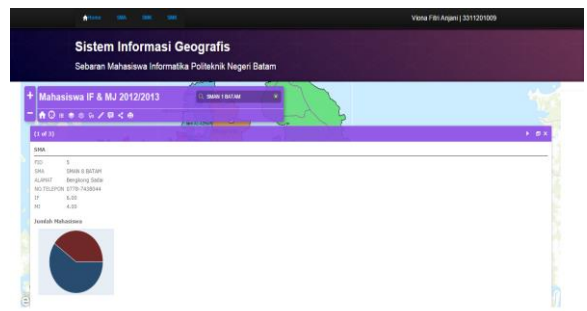 Home
Viona Fitri Anjani | 3311201009
Sistem Informasi Geografis
Sebaran Mahasiswa Informatika Politeknik Negeri Batam
Mahasiswa IF & MJ 2012/2013
SMAN 1 BATAM
(1 of 3)
SMA
FID 5
SMA SMAN 8 BATAM
ALAMAT Bengkong Sadai
NO.TELEPON 0778-7438044
IF 6.00
MJ 4.00
Jumlah Mahasiswa